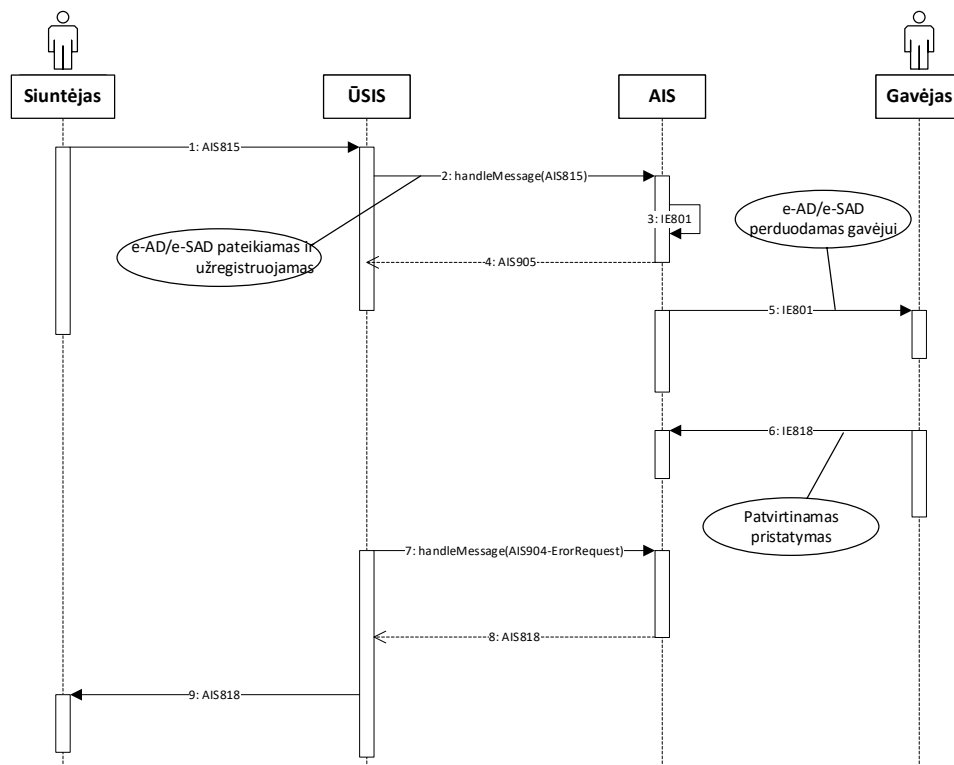 Siuntėjas
ŪSIS
AIS
Gavėjas
1: AIS815
2: handleMessage(AIS815)
3: IE801
e-AD/e-SAD
perduodamas gavėjui
e-AD/e-SAD pateikiamas ir
užregistruojamas
4: AIS905
5: IE801
6: IE818
Patvirtinamas
pristatymas
7: handleMessage(AIS904-ErorRequest)
8: AIS818
9: AIS818